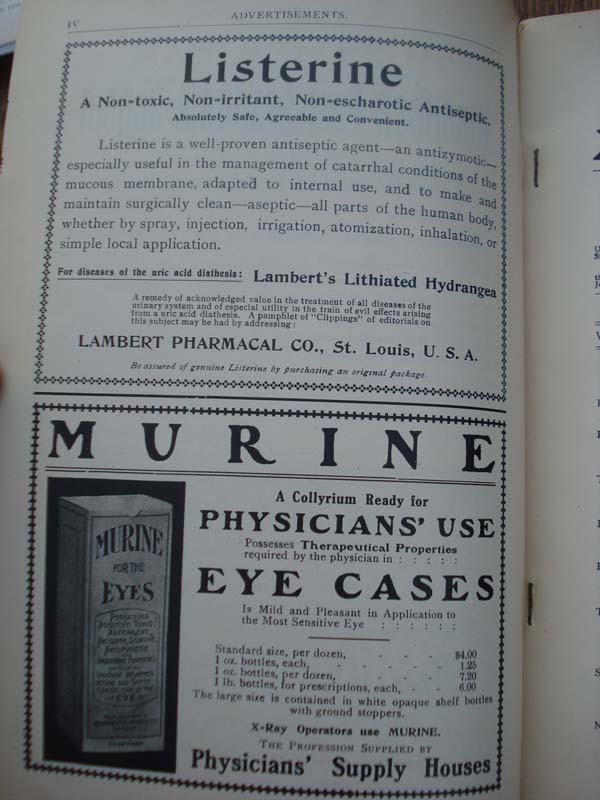 IV
ADVERTISEMENTS.
Listerine
A Non-toxic, Non-irritant, Non-escharotic Antiseptic.
Absolutely Safe, Agreeable and Convenient.
Listerine is a well-proven antiseptic agent—an antizymotic—
especially useful in the management of catarrhal conditions of the
mucous membrane, adapted to internal use, and to make and
maintain surgically clean—aseptic—all parts of the human body,
whether by spray, injection, irrigation, atomization, inhalation, or
simple local application.
For diseases of the uric acid diathesis: Lambert's Lithiated Hydrangea
A remedy of acknowledged value in the treatment of all diseases of the
urinary system and of especial utility in the train of evil effects arising
from a uric acid diathesis. A pamphlet of "Clippings" of editorials on
this subject may be had by addressing:
LAMBERT PHARMACAL CO., St. Louis, U. S. A.
Be assured of genuine Listerine by purchasing an original package.
MURINE
A Collyrium Ready for
PHYSICIANS' USE
Possesses Therapeutical Properties
required by the physician in : : : : :
EYE CASES
Is Mild and Pleasant in Application to
the Most Sensitive Eye : : : : : :
Standard size, per dozen, - - - $4.00
1 oz. bottles, each, - - - - - 1.25
1 oz. bottles, per dozen, - - - 7.20
1 lb. bottles, for prescriptions, each, - - 6.00
The large size is contained in white opaque shelf bottles
with ground stoppers.
X-Ray Operators use MURINE.
THE PROFESSION SUPPLIED BY
Physicians' Supply Houses
MURINE
FOR THE
EYES
POSSESSES
POSITIVE TONIC
ASTRINGENT
ANTISEPTIC
EYE